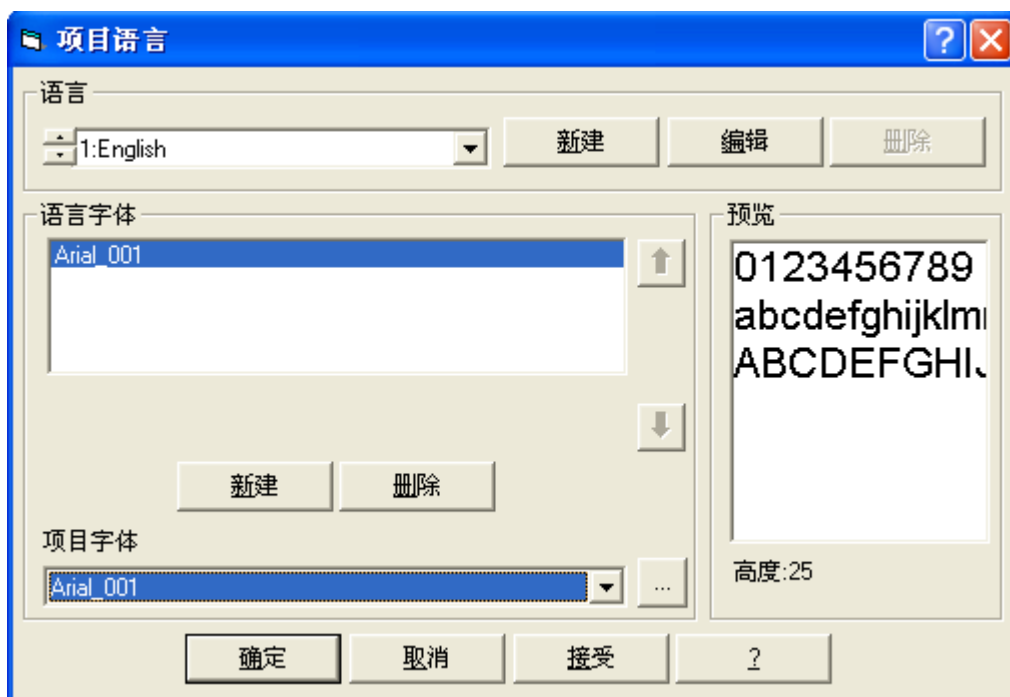 项目语言
?
语言
1:English
新建
编辑
删除
语言字体
Arial_001
新建
删除
项目字体
Arial_001
...
预览
0123456789
abcdefghijklm
ABCDEFGHIJ
高度:25
确定
取消
接受
?